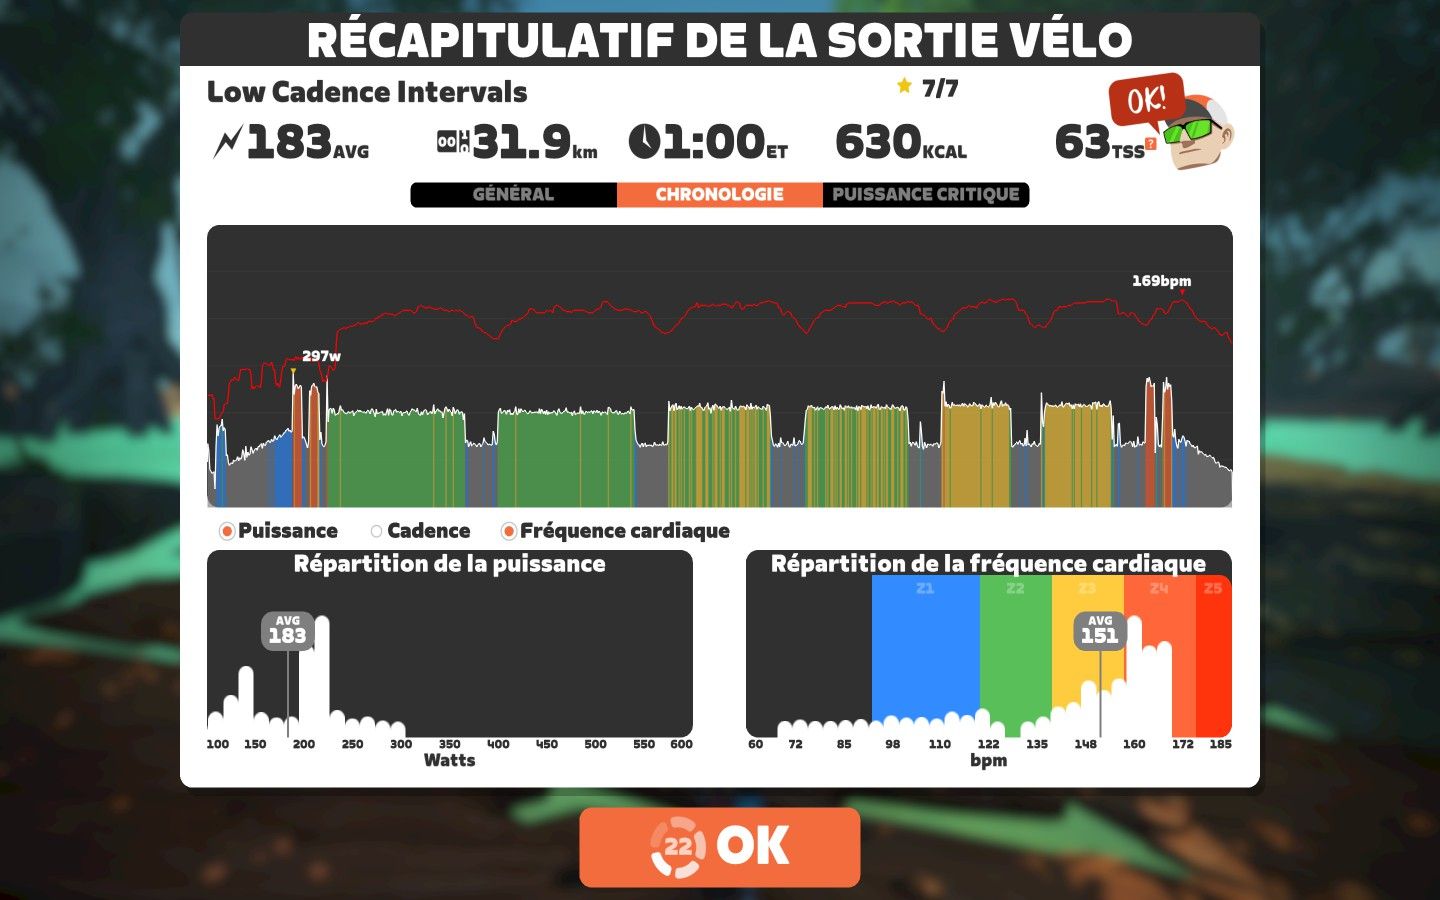 RÉCAPITULATIF DE LA SORTIE VÉLO
Low Cadence Intervals
7/7
OK!
183AVG
31.9km
1:00ET
630KCAL
63TSS
?
GÉNÉRAL
CHRONOLOGIE
PUISSANCE CRITIQUE
169bpm
297w
Puissance
Cadence
Fréquence cardiaque
Répartition de la puissance
AVG
183
100 150 200 250 300 350 400 450 500 550 600
Watts
Répartition de la fréquence cardiaque
Z1 Z2 Z3 Z4 Z5
AVG
151
60 72 85 98 110 122 135 148 160 172 185
bpm
22 OK